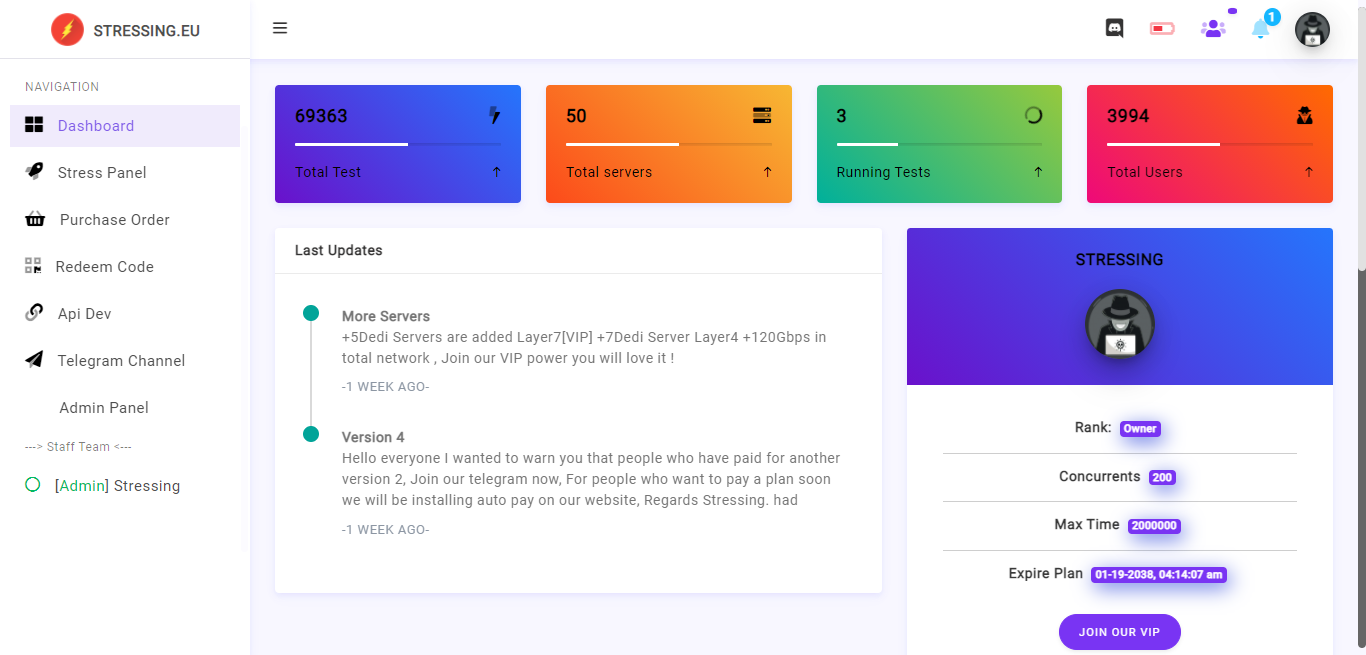 STRESSING.EU
1
NAVIGATION
Dashboard
Stress Panel
Purchase Order
Redeem Code
Api Dev
Telegram Channel
Admin Panel
---> Staff Team <---
[Admin] Stressing
69363
Total Test
50
Total servers
3
Running Tests
3994
Total Users
Last Updates
More Servers
+5Dedi Servers are added Layer7[VIP] +7Dedi Server Layer4 +120Gbps in
total network , Join our VIP power you will love it !
-1 WEEK AGO-
Version 4
Hello everyone I wanted to warn you that people who have paid for another
version 2, Join our telegram now, For people who want to pay a plan soon
we will be installing auto pay on our website, Regards Stressing. had
-1 WEEK AGO-
STRESSING
Rank: Owner
Concurrents 200
Max Time 2000000
Expire Plan 01-19-2038, 04:14:07 am
JOIN OUR VIP